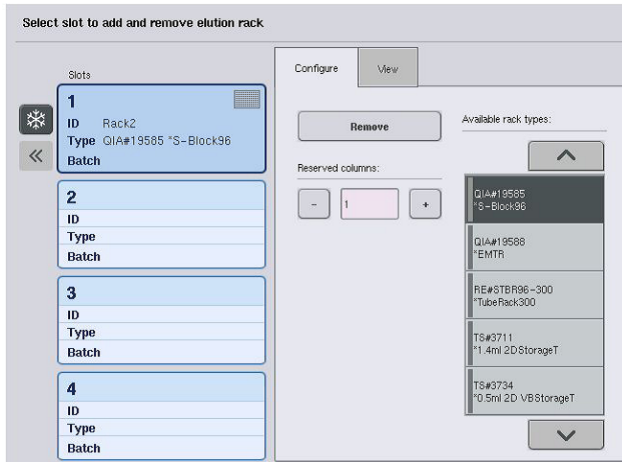 Select slot to add and remove elution rack
Slots
1
ID Rack2
Type QIA#19585 *S-Block96
Batch
2
ID
Type
Batch
3
ID
Type
Batch
4
ID
Type
Batch
Configure
View
Remove
Reserved columns:
-
1
+
Available rack types:
QIA#19585
*S-Block96
QIA#19588
*EMTR
RE#STBR96-300
*TubeRack300
TS#3711
*1.4ml 2DStorageT
TS#3734
*0.5ml 2D VBStorageT